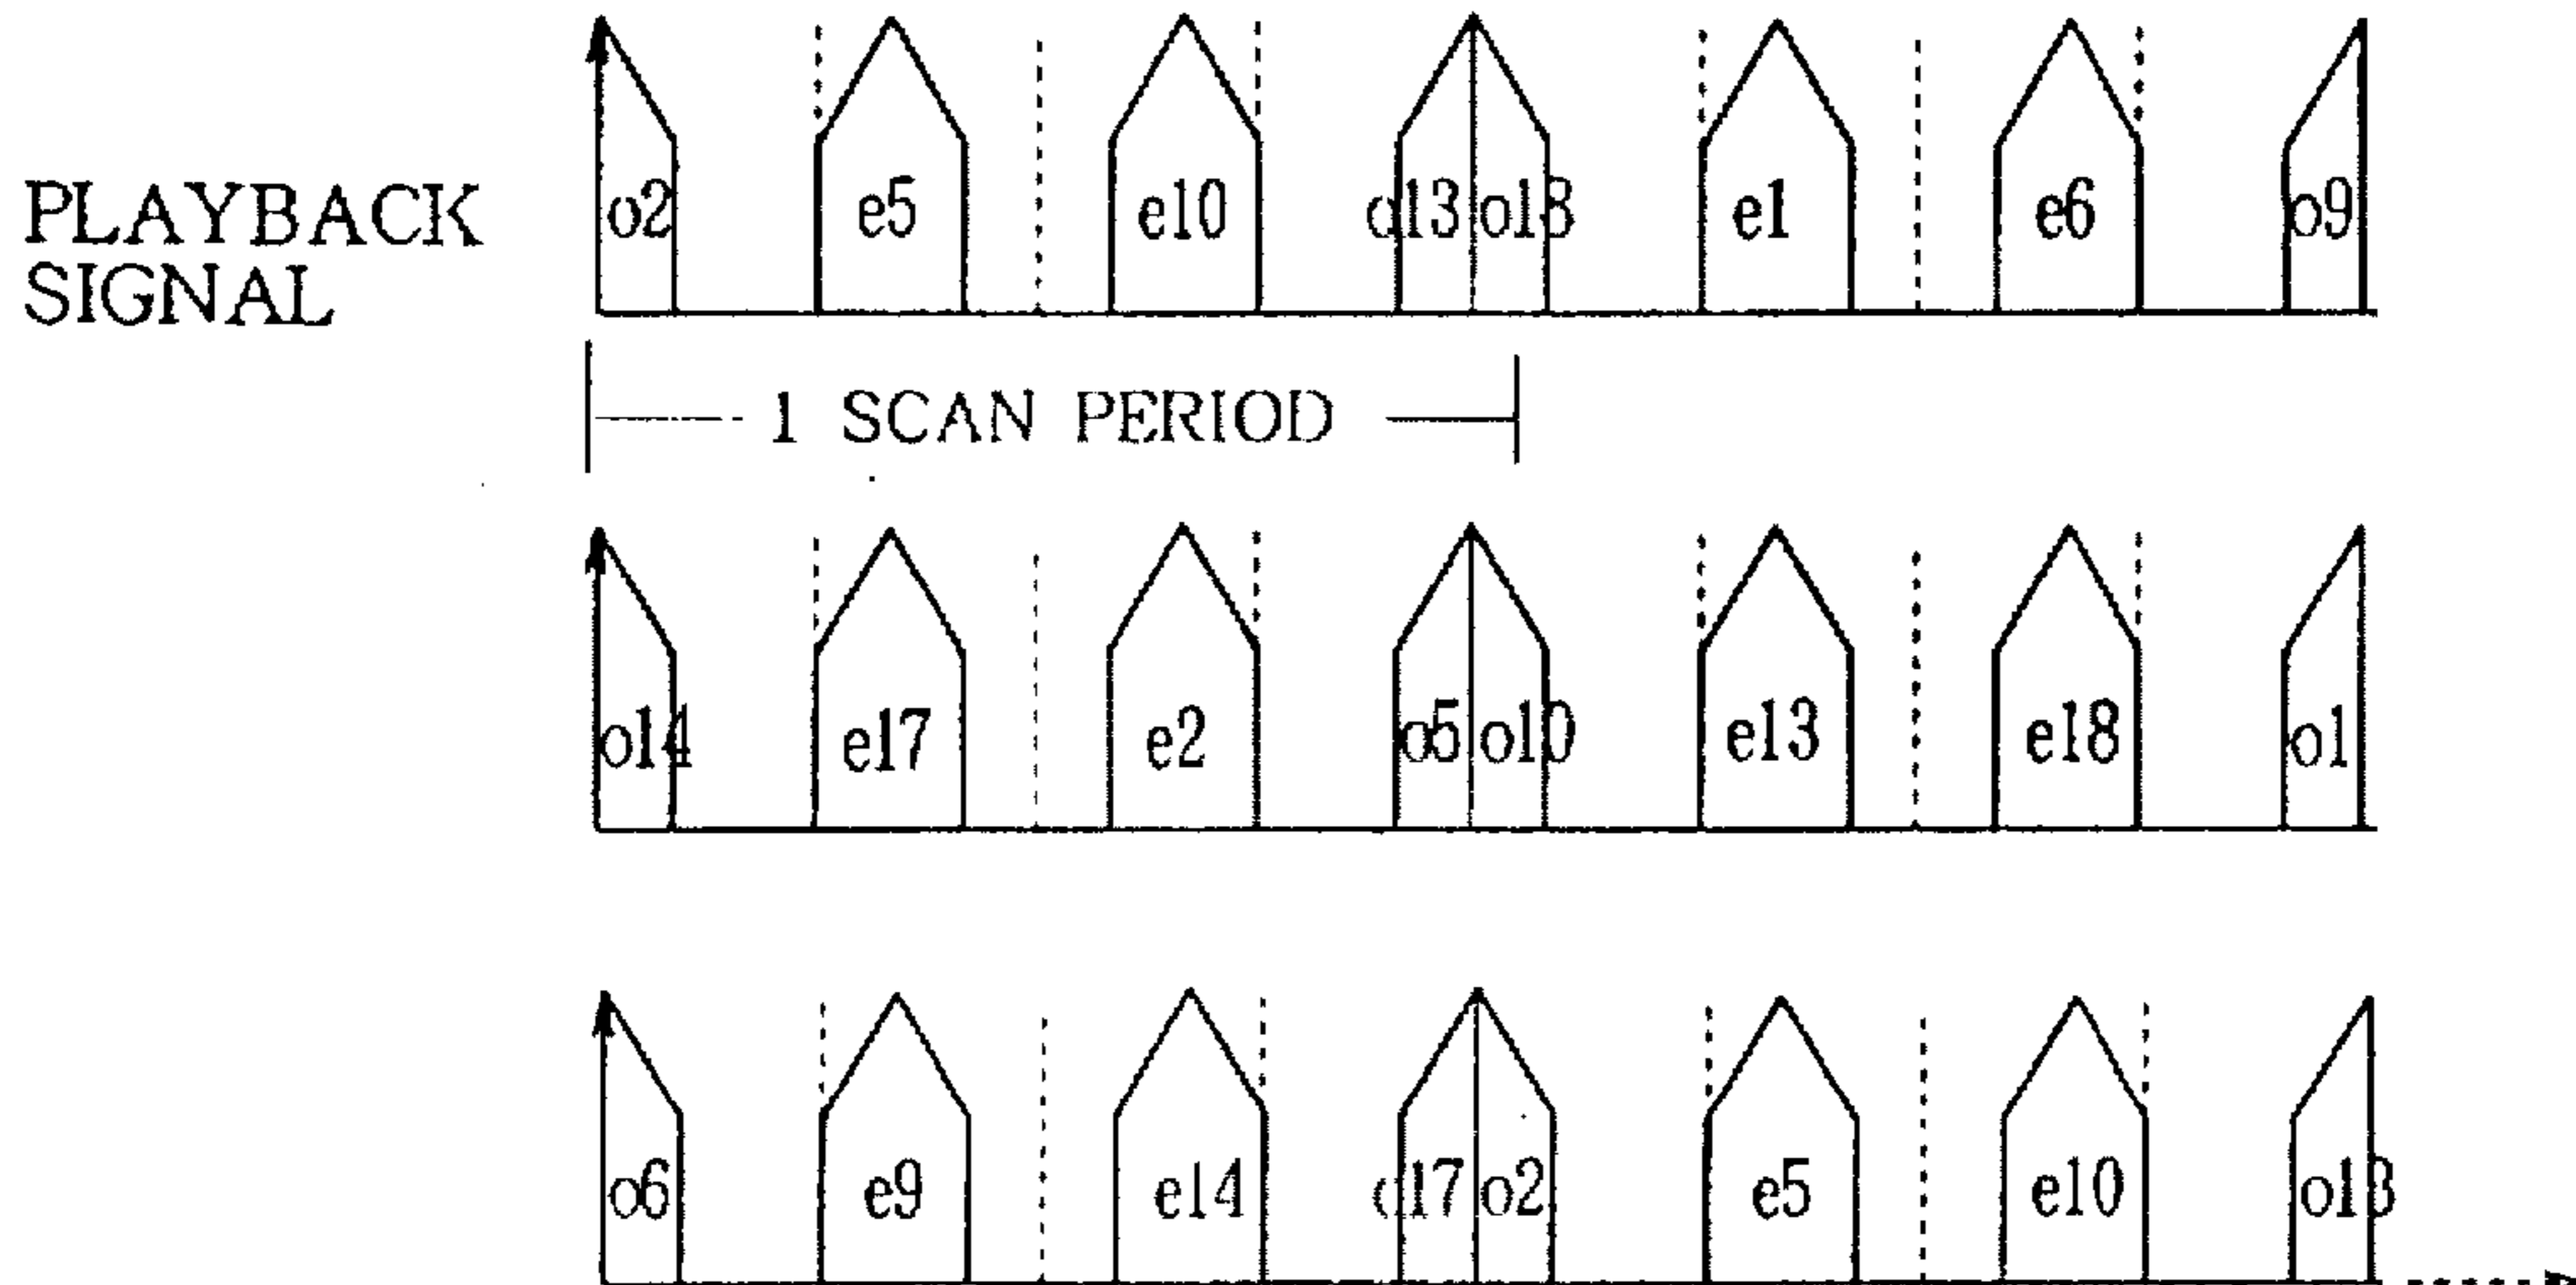 PLAYBACK
SIGNAL
o2 e5 e10 o13 o18 e1 e6 o9
1 SCAN PERIOD
o14 e17 e2 o5 o10 e13 e18 o1
o6 e9 e14 o17 o2 e5 e10 o13